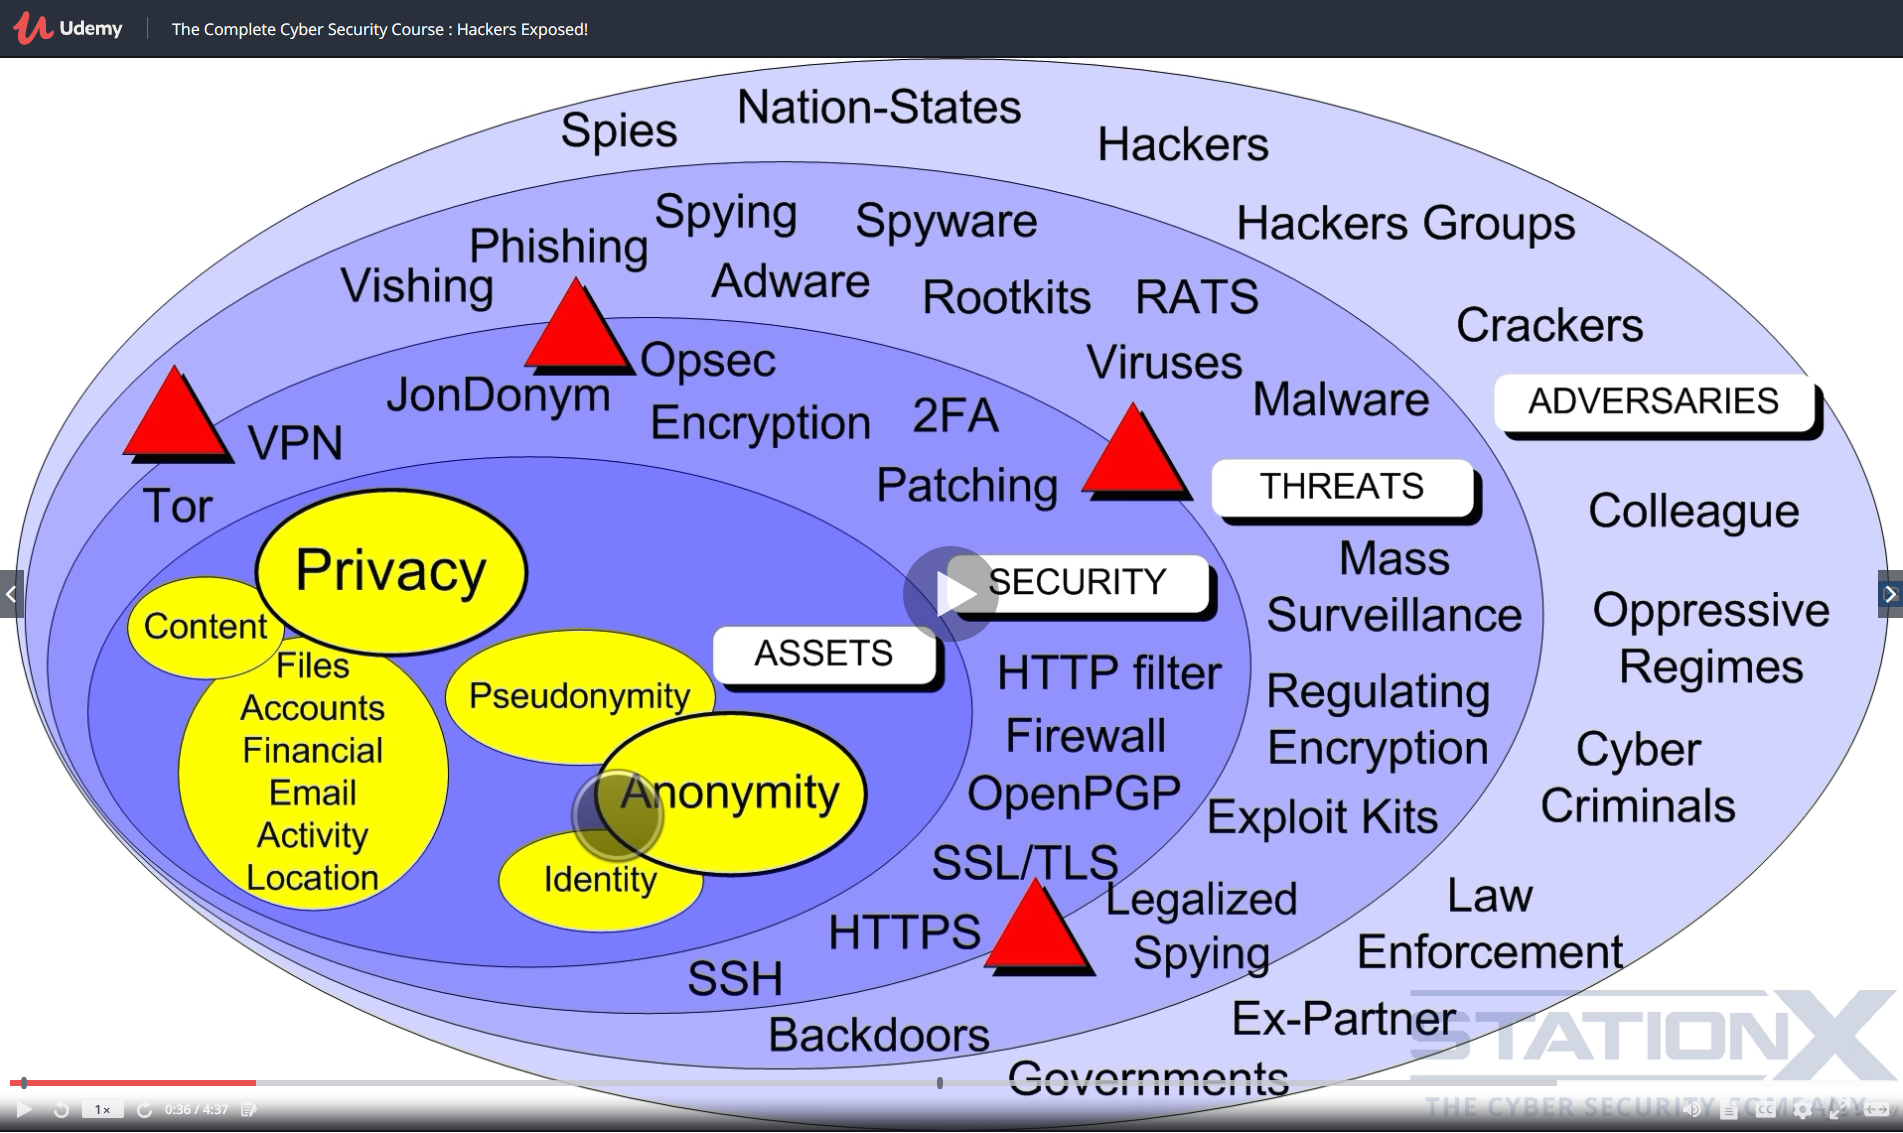 Udemy
The Complete Cyber Security Course : Hackers Exposed!
Spies
Nation-States
Hackers
Spying
Spyware
Hackers Groups
Phishing
Vishing
Adware
Rootkits
RATS
Crackers
Opsec
Viruses
JonDonym
Encryption
2FA
Malware
ADVERSARIES
VPN
Patching
THREATS
Tor
Colleague
Privacy
SECURITY
Mass
Surveillance
Content
ASSETS
Oppressive
Regimes
Files
Accounts
Financial
Email
Activity
Location
Pseudonymity
HTTP filter
Regulating
Encryption
Firewall
Cyber
Criminals
Anonymity
OpenPGP
Exploit Kits
Identity
SSL/TLS
Legalized
Spying
Law
Enforcement
HTTPS
SSH
Ex-Partner
Backdoors
Governments
STATIONX
THE CYBER SECURITY COMPANY
1×
0:36 / 4:37
CC